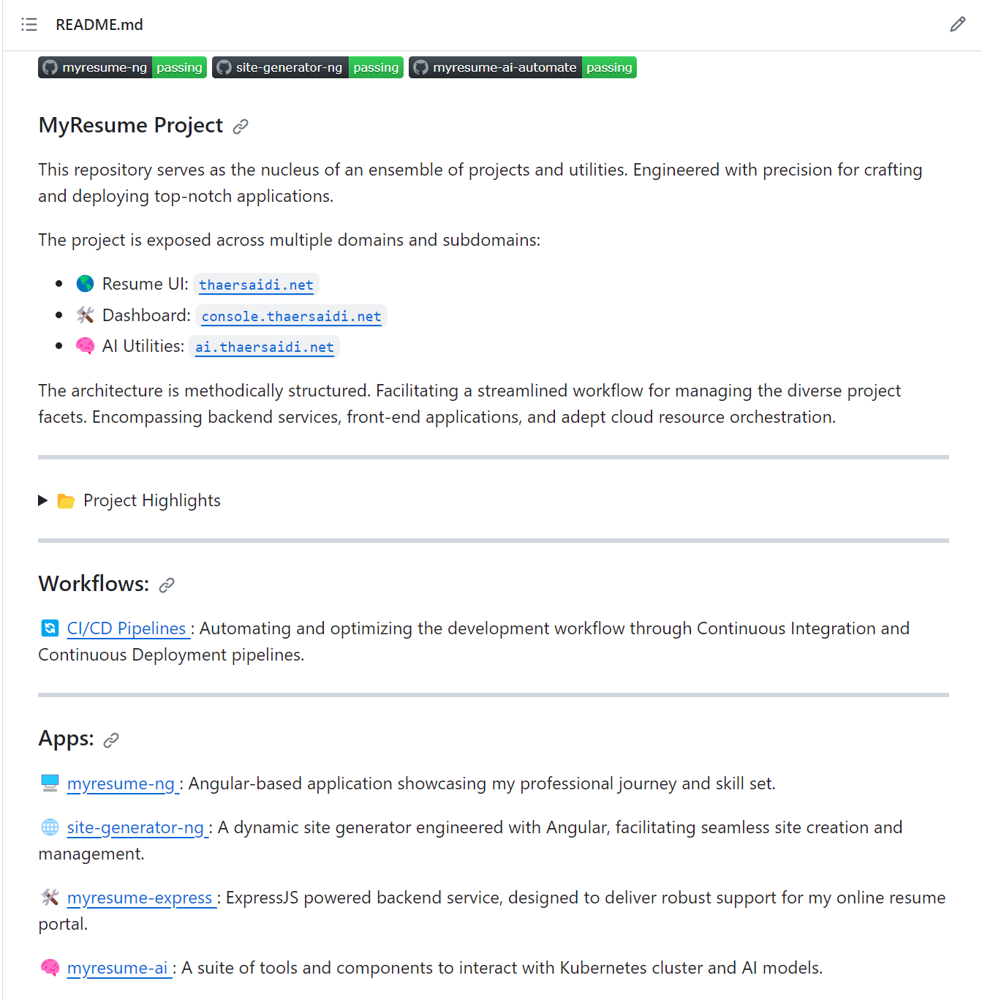 README.md
myresume-ng passing site-generator-ng passing myresume-ai-automate passing
MyResume Project
This repository serves as the nucleus of an ensemble of projects and utilities. Engineered with precision for crafting
and deploying top-notch applications.
The project is exposed across multiple domains and subdomains:
Resume UI: thaersaidi.net
Dashboard: console.thaersaidi.net
AI Utilities: ai.thaersaidi.net
The architecture is methodically structured. Facilitating a streamlined workflow for managing the diverse project
facets. Encompassing backend services, front-end applications, and adept cloud resource orchestration.
Project Highlights
Workflows:
CI/CD Pipelines : Automating and optimizing the development workflow through Continuous Integration and
Continuous Deployment pipelines.
Apps:
myresume-ng : Angular-based application showcasing my professional journey and skill set.
site-generator-ng : A dynamic site generator engineered with Angular, facilitating seamless site creation and
management.
myresume-express : ExpressJS powered backend service, designed to deliver robust support for my online resume
portal.
myresume-ai : A suite of tools and components to interact with Kubernetes cluster and AI models.